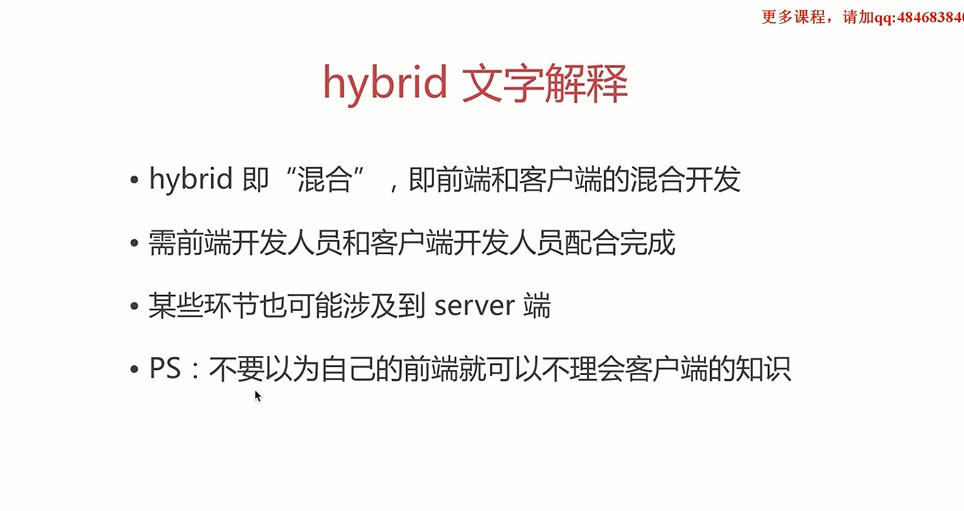 更多课程，请加qq:484683840
hybrid 文字解释
• hybrid 即“混合”，即前端和客户端的混合开发
• 需前端开发人员和客户端开发人员配合完成
• 某些环节也可能涉及到 server 端
• PS：不要以为自己的前端就可以不理会客户端的知识